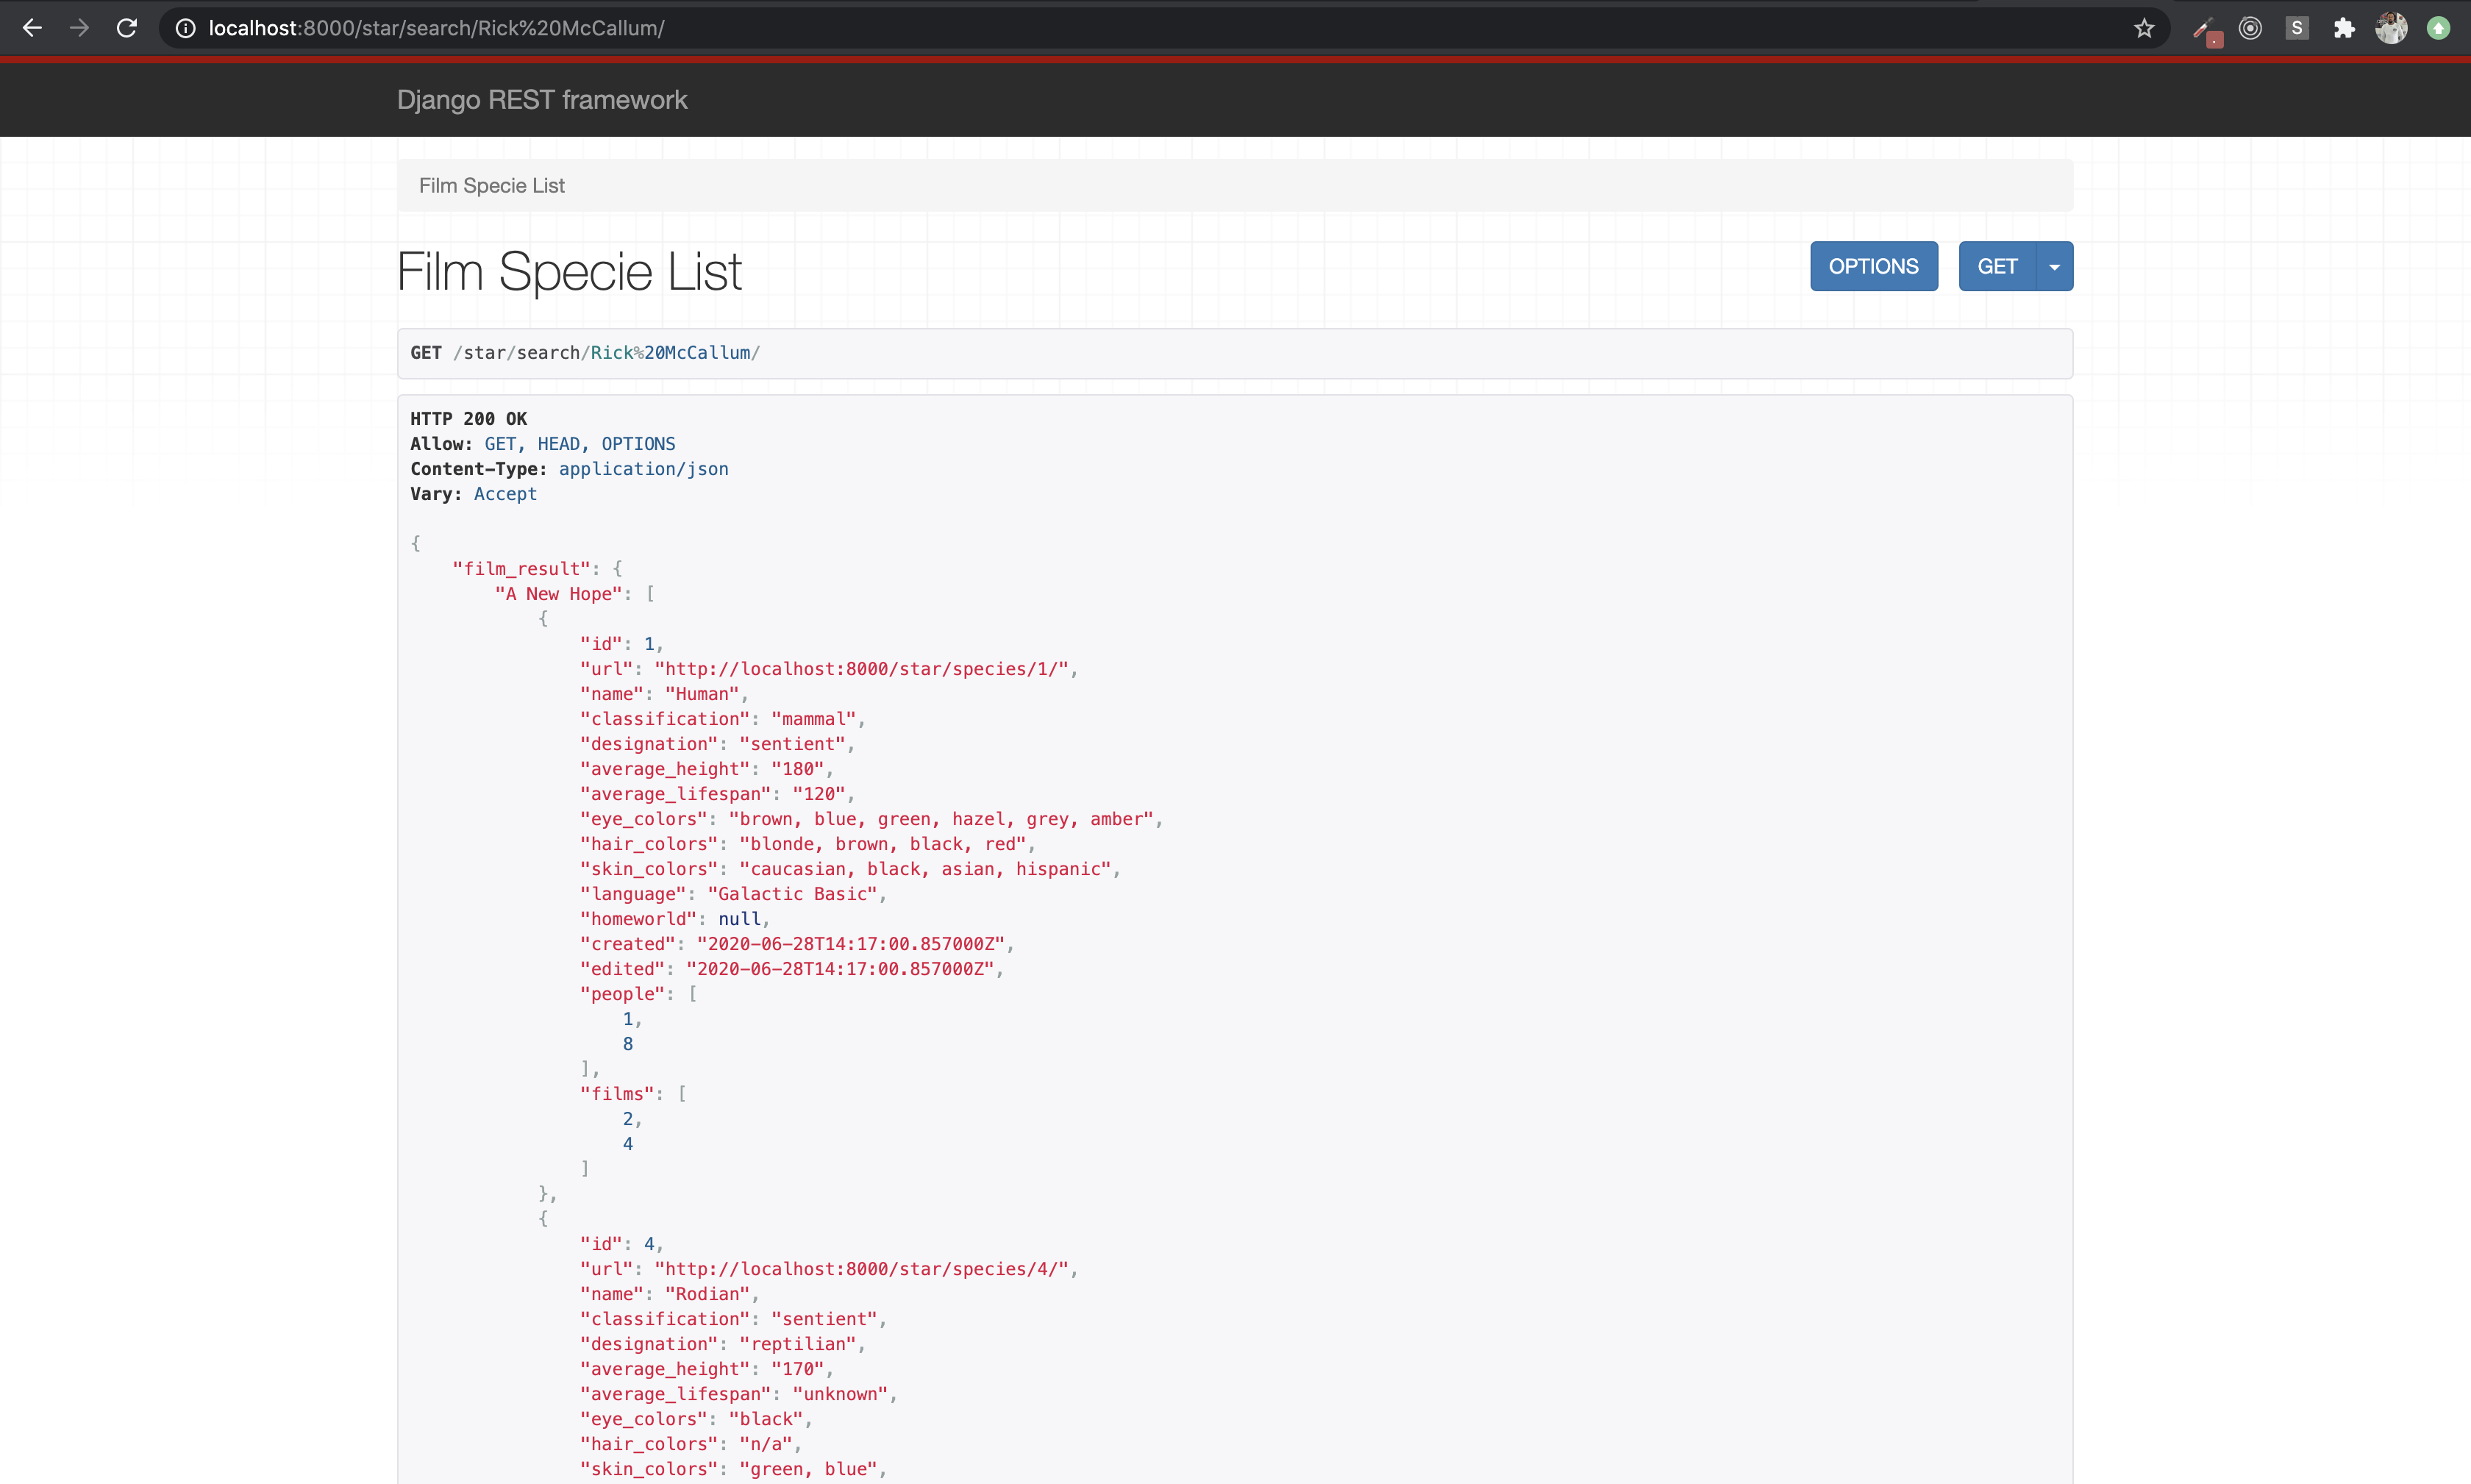 localhost:8000/star/search/Rick%20McCallum/
S
Django REST framework
Film Specie List
Film Specie List
OPTIONS
GET
GET /star/search/Rick%20McCallum/
HTTP 200 OK
Allow: GET, HEAD, OPTIONS
Content-Type: application/json
Vary: Accept
{
"film_result": {
"A New Hope": [
{
"id": 1,
"url": "http://localhost:8000/star/species/1/",
"name": "Human",
"classification": "mammal",
"designation": "sentient",
"average_height": "180",
"average_lifespan": "120",
"eye_colors": "brown, blue, green, hazel, grey, amber",
"hair_colors": "blonde, brown, black, red",
"skin_colors": "caucasian, black, asian, hispanic",
"language": "Galactic Basic",
"homeworld": null,
"created": "2020-06-28T14:17:00.857000Z",
"edited": "2020-06-28T14:17:00.857000Z",
"people": [
1,
8
],
"films": [
2,
4
]
},
{
"id": 4,
"url": "http://localhost:8000/star/species/4/",
"name": "Rodian",
"classification": "sentient",
"designation": "reptilian",
"average_height": "170",
"average_lifespan": "unknown",
"eye_colors": "black",
"hair_colors": "n/a",
"skin_colors": "green, blue",